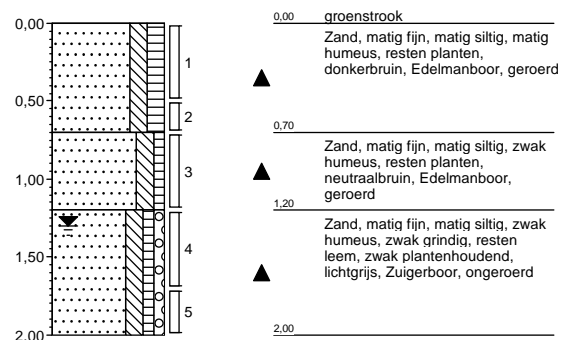 0,00
0,50
1,00
1,50
2,00
1
2
3
4
5
0,00 groenstrook
Zand, matig fijn, matig siltig, matig
humeus, resten planten,
donkerbruin, Edelmanboor, geroerd
0,70
Zand, matig fijn, matig siltig, zwak
humeus, resten planten,
neutraalbruin, Edelmanboor,
geroerd
1,20
Zand, matig fijn, matig siltig, zwak
humeus, zwak grindig, resten
leem, zwak plantenhoudend,
lichtgrijs, Zuigerboor, ongeroerd
2,00